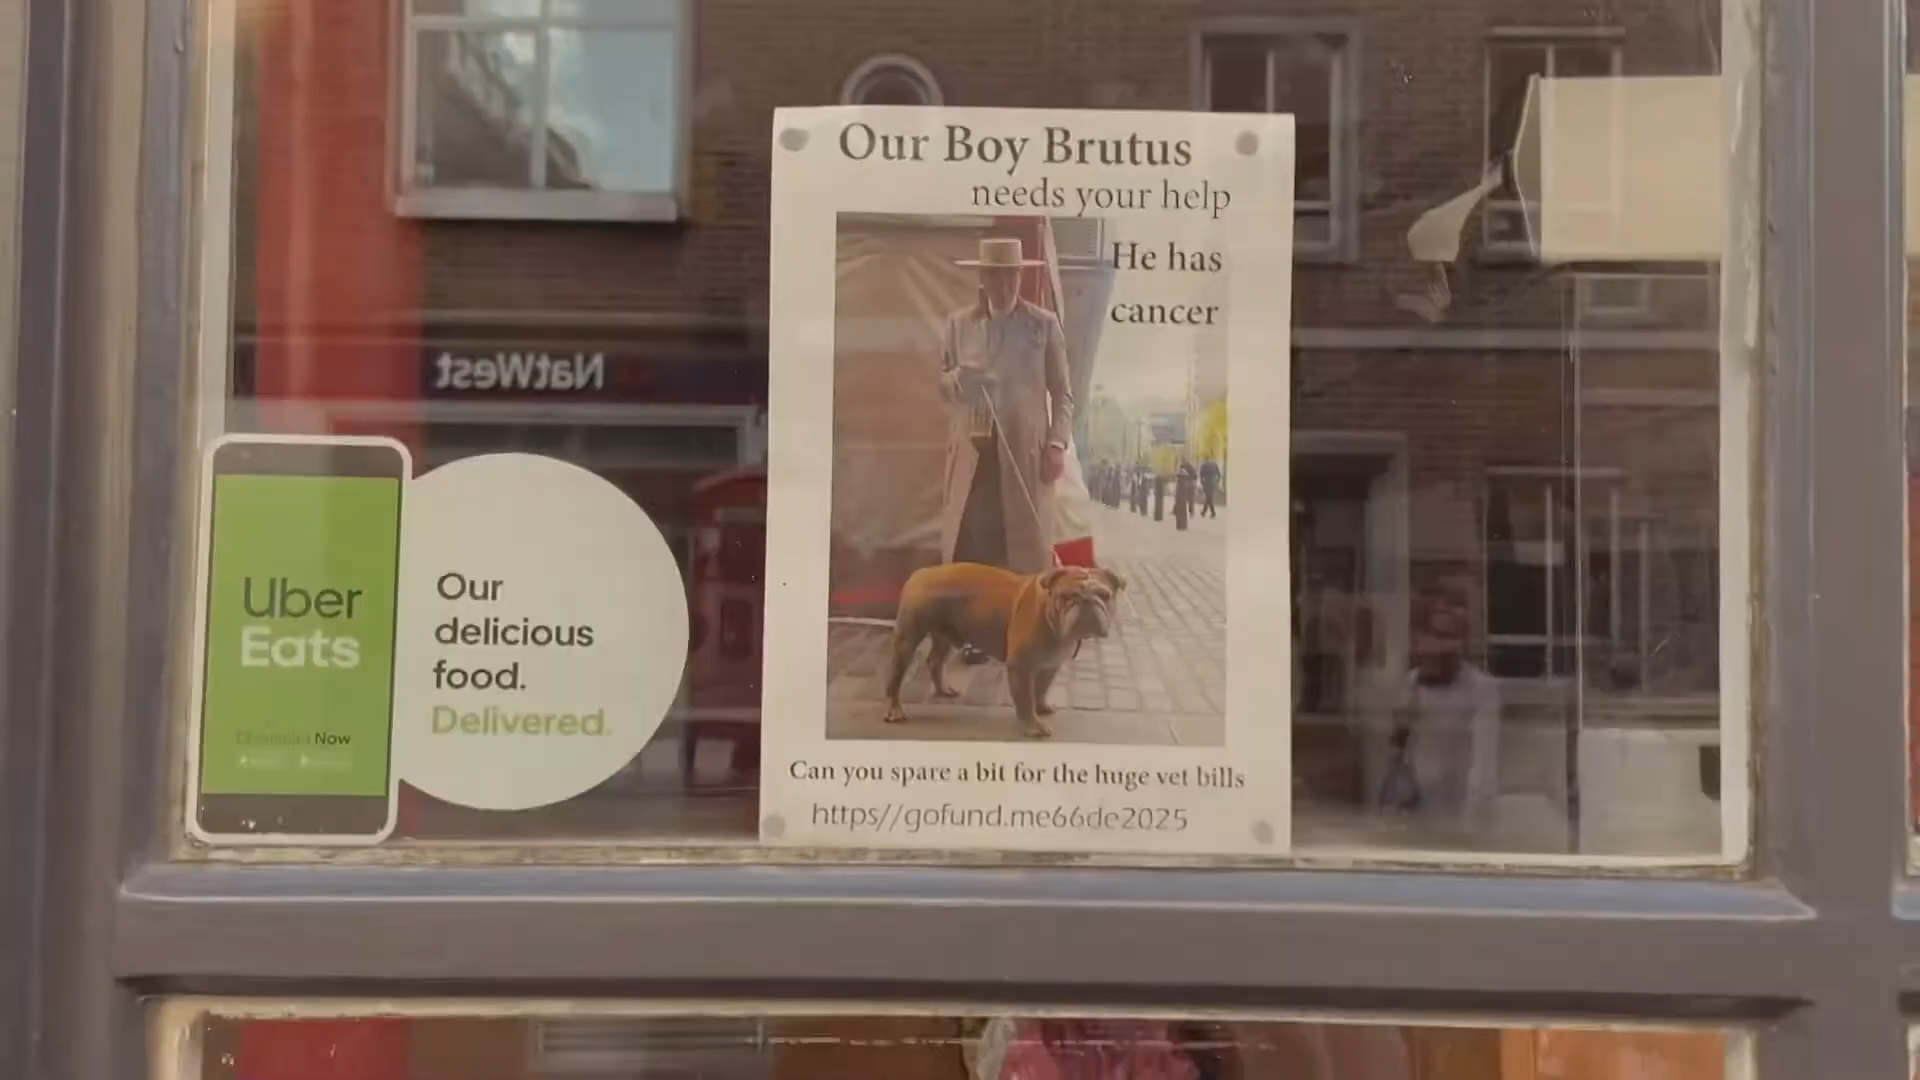 Our Boy Brutus
needs your help
He has
cancer
Can you spare a bit for the huge vet bills
https//gofund.me66de2025
NatWest
Uber
Eats
Download Now
Our
delicious
food.
Delivered.